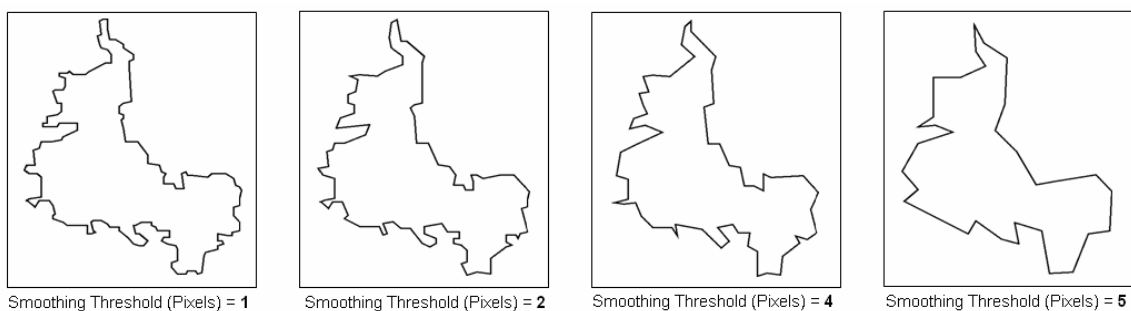 Smoothing Threshold (Pixels) = 1
Smoothing Threshold (Pixels) = 2
Smoothing Threshold (Pixels) = 4
Smoothing Threshold (Pixels) = 5